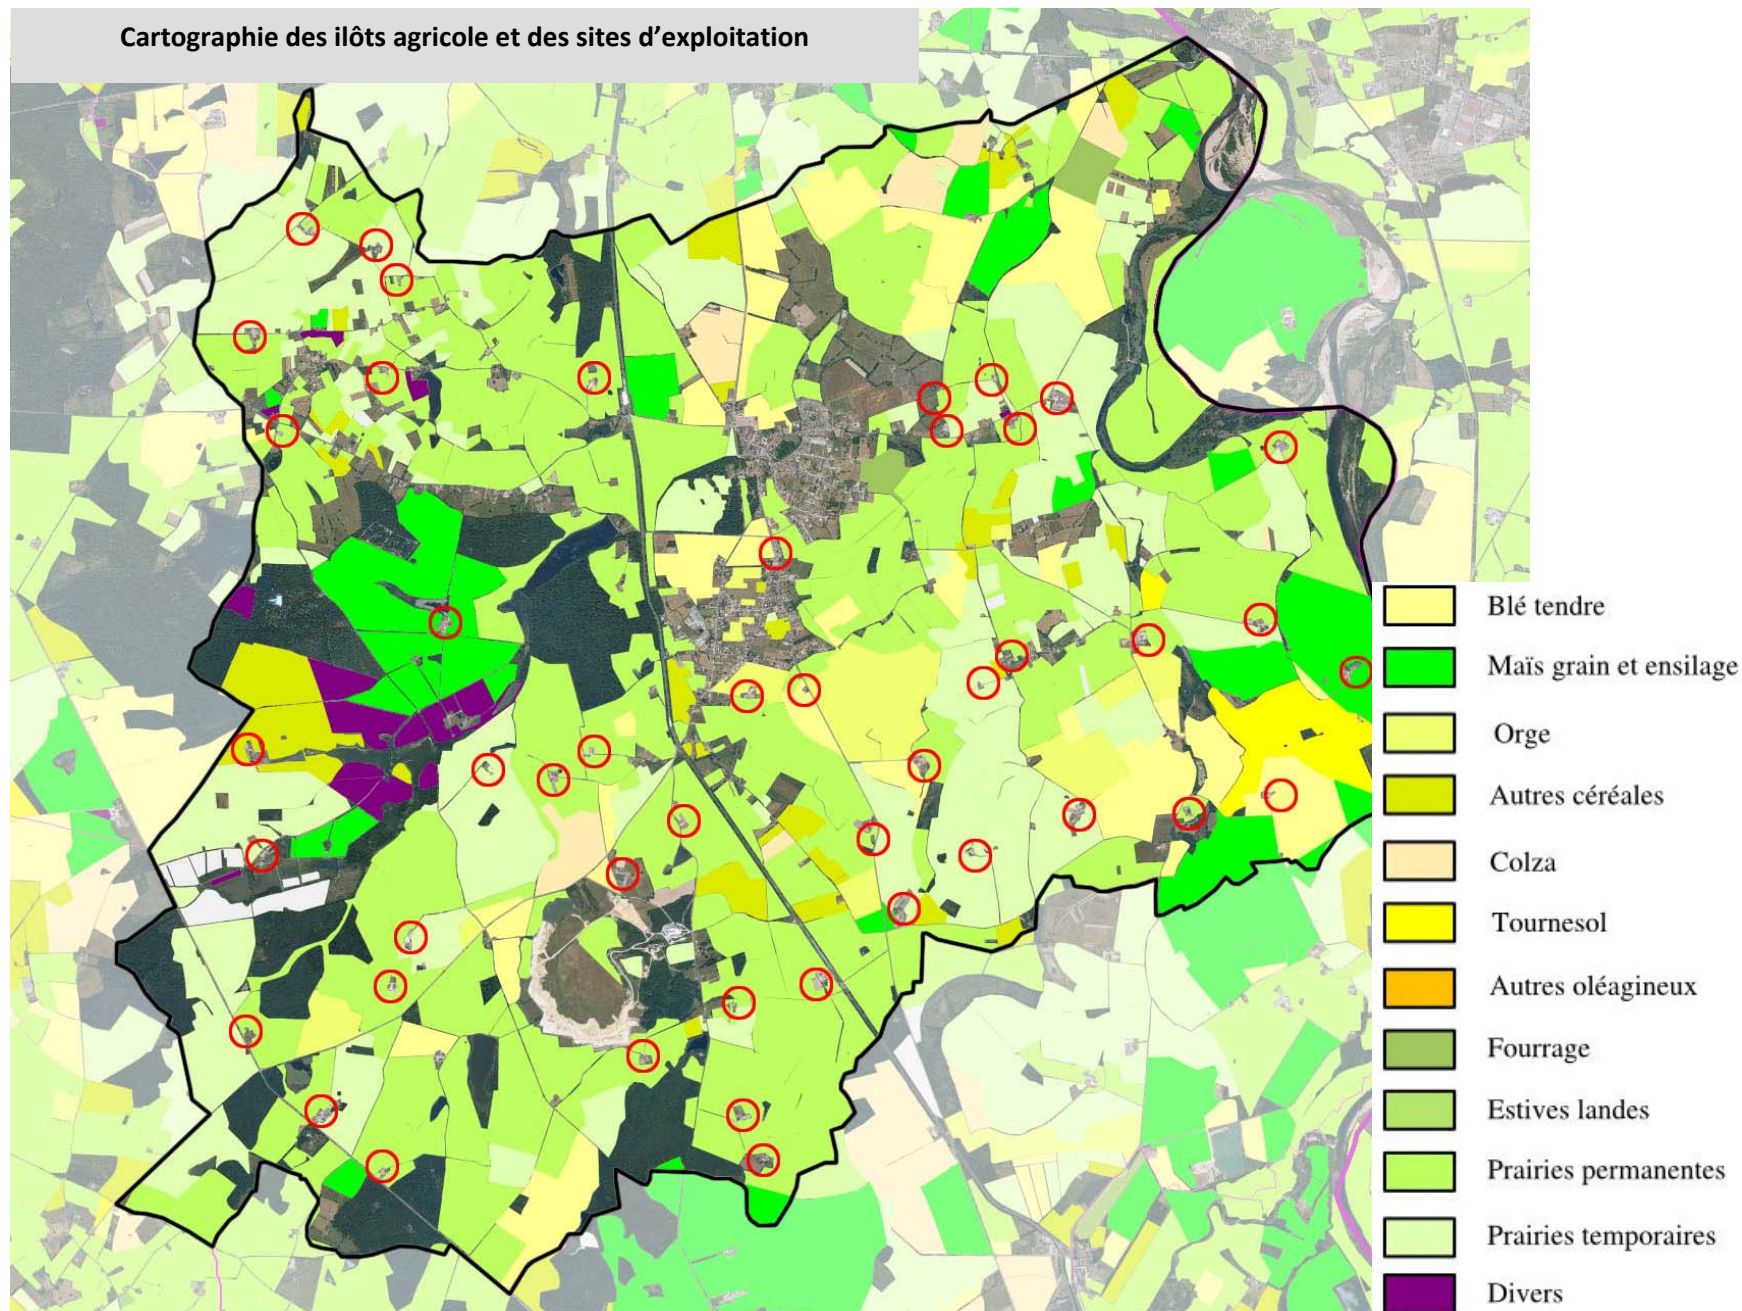 Cartographie des ilôts agricole et des sites d’exploitation
Blé tendre
Maïs grain et ensilage
Orge
Autres céréales
Colza
Tournesol
Autres oléagineux
Fourrage
Estives landes
Prairies permanentes
Prairies temporaires
Divers